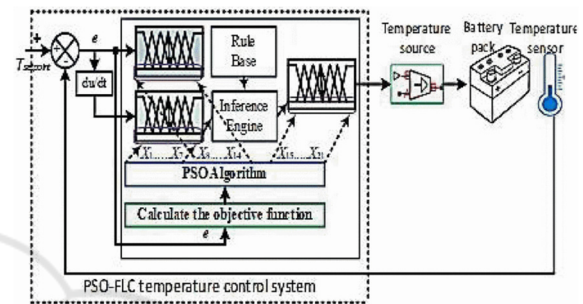 Temperature source
Battery pack
Temperature sensor
+
e
-
du/dt
Rule Base
Inference Engine
X1......X7 X8......X14 X15......X21
PSO Algorithm
Calculate the objective function
e
PSO-FLC temperature control system